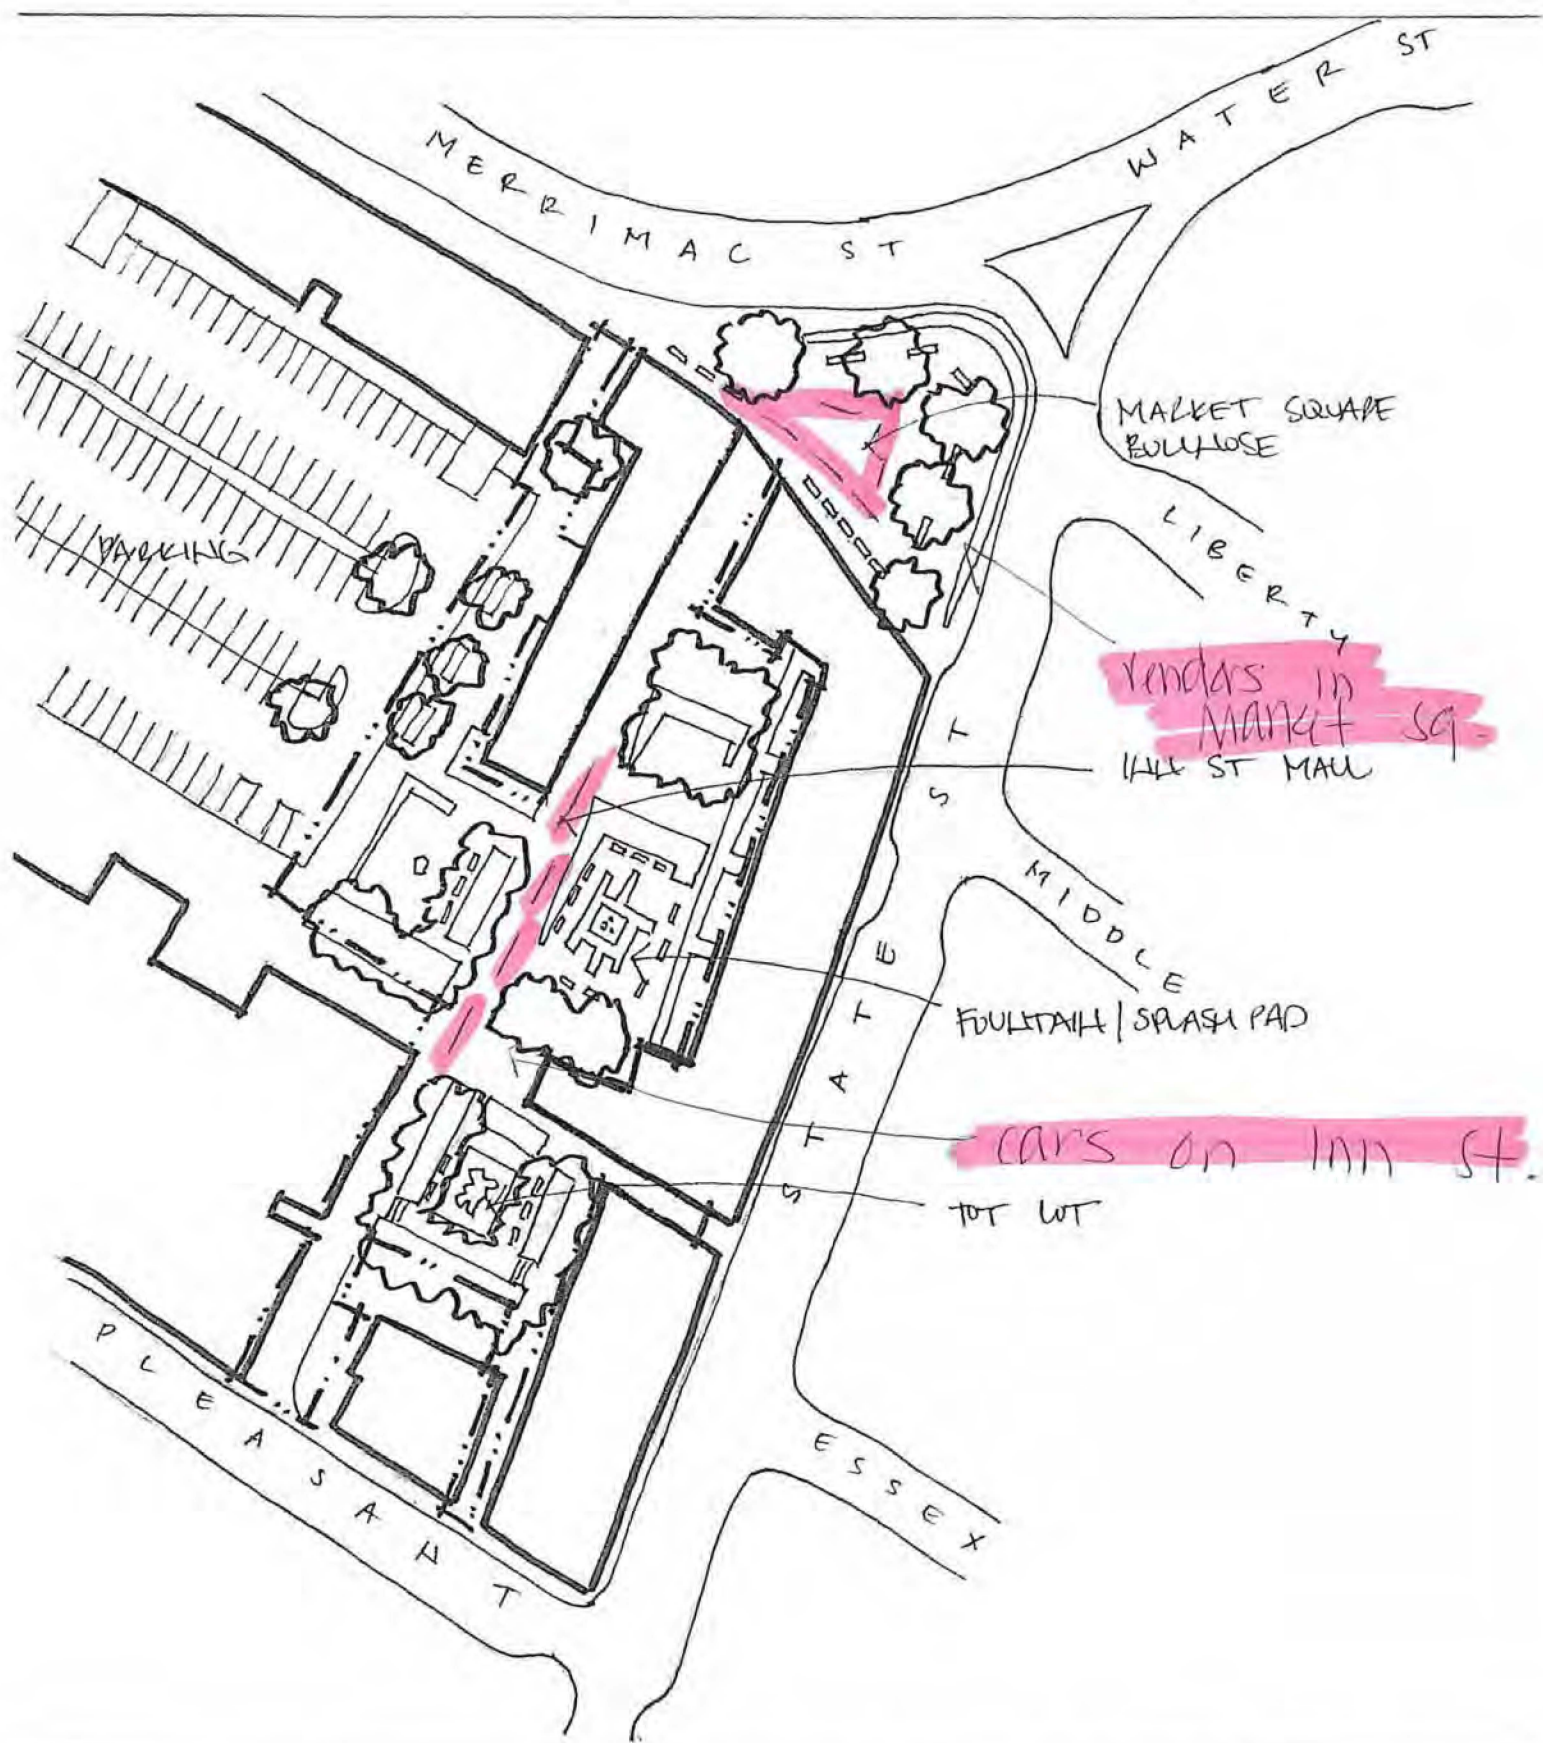 WATER ST
MERRIMAC ST
MARKET SQUARE
BULLNOSE
LIBERTY
PARKING
vendors in
Market sq.
INN ST MALL
STATE ST
MIDDLE
FOUNTAIN/SPLASH PAD
cars on Inn st.
TOT LOT
PLEASANT
ESSEX